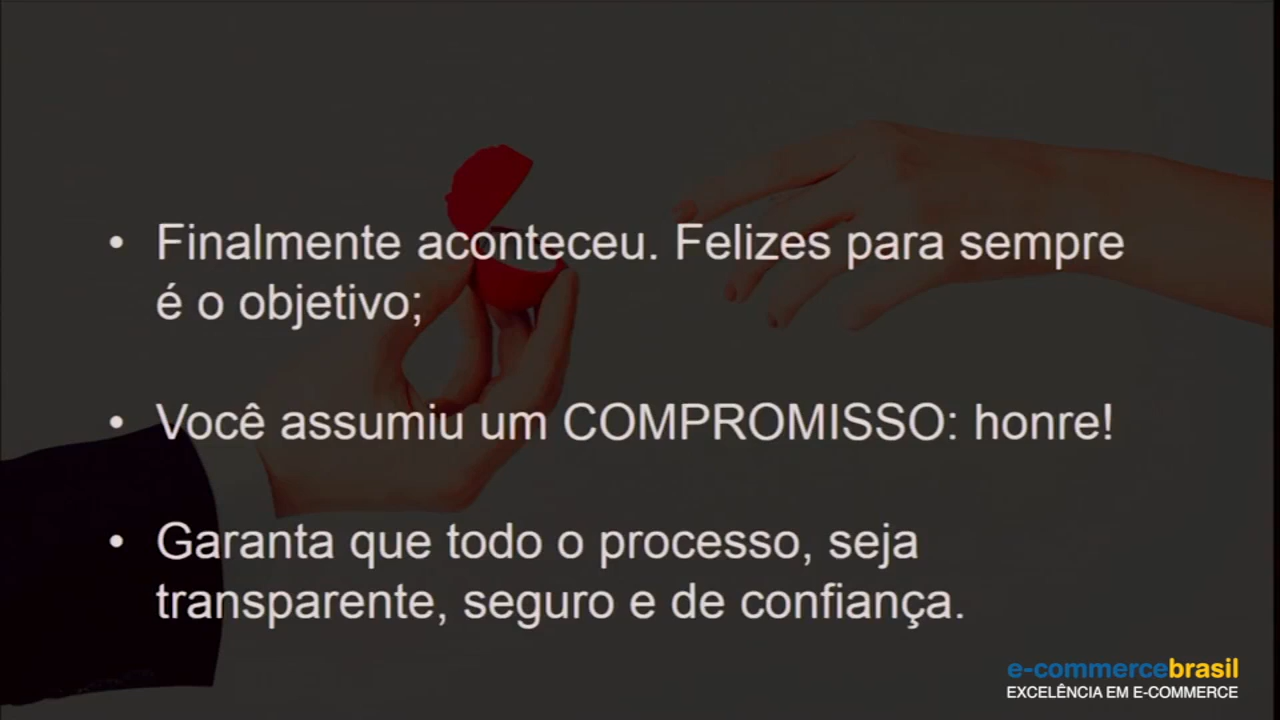 • Finalmente aconteceu. Felizes para sempre
é o objetivo;
• Você assumiu um COMPROMISSO: honre!
• Garanta que todo o processo, seja
transparente, seguro e de confiança.
e-commercebrasil
EXCELÊNCIA EM E-COMMERCE